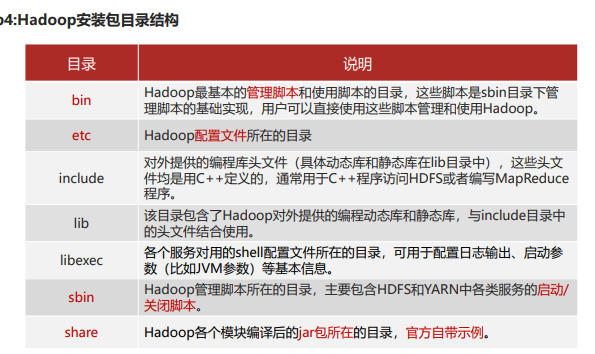 p4:Hadoop安装包目录结构
目录 说明
bin Hadoop最基本的管理脚本和使用脚本的目录，这些脚本是sbin目录下管
理脚本的基础实现，用户可以直接使用这些脚本管理和使用Hadoop。
etc Hadoop配置文件所在的目录
include 对外提供的编程库头文件（具体动态库和静态库在lib目录中），这些头文
件均是用C++定义的，通常用于C++程序访问HDFS或者编写MapReduce
程序。
lib 该目录包含了Hadoop对外提供的编程动态库和静态库，与include目录中
的头文件结合使用。
libexec 各个服务对用的shell配置文件所在的目录，可用于配置日志输出、启动参
数（比如JVM参数）等基本信息。
sbin Hadoop管理脚本所在的目录，主要包含HDFS和YARN中各类服务的启动/
关闭脚本。
share Hadoop各个模块编译后的jar包所在的目录，官方自带示例。